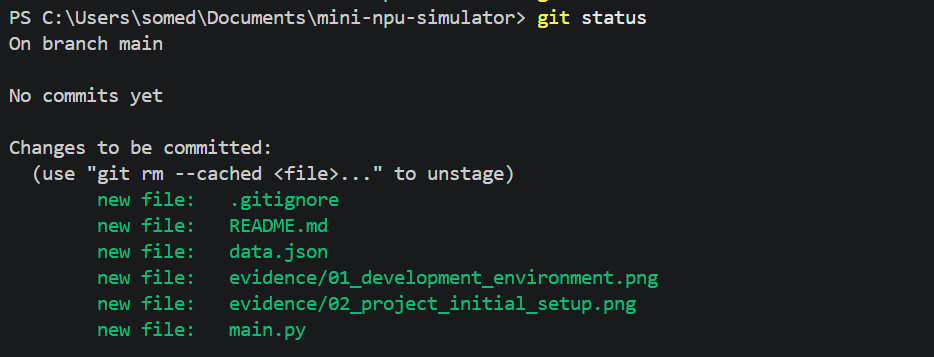 PS C:\Users\somed\Documents\mini-npu-simulator> git status
On branch main
No commits yet
Changes to be committed:
(use "git rm --cached <file>..." to unstage)
new file:   .gitignore
new file:   README.md
new file:   data.json
new file:   evidence/01_development_environment.png
new file:   evidence/02_project_initial_setup.png
new file:   main.py